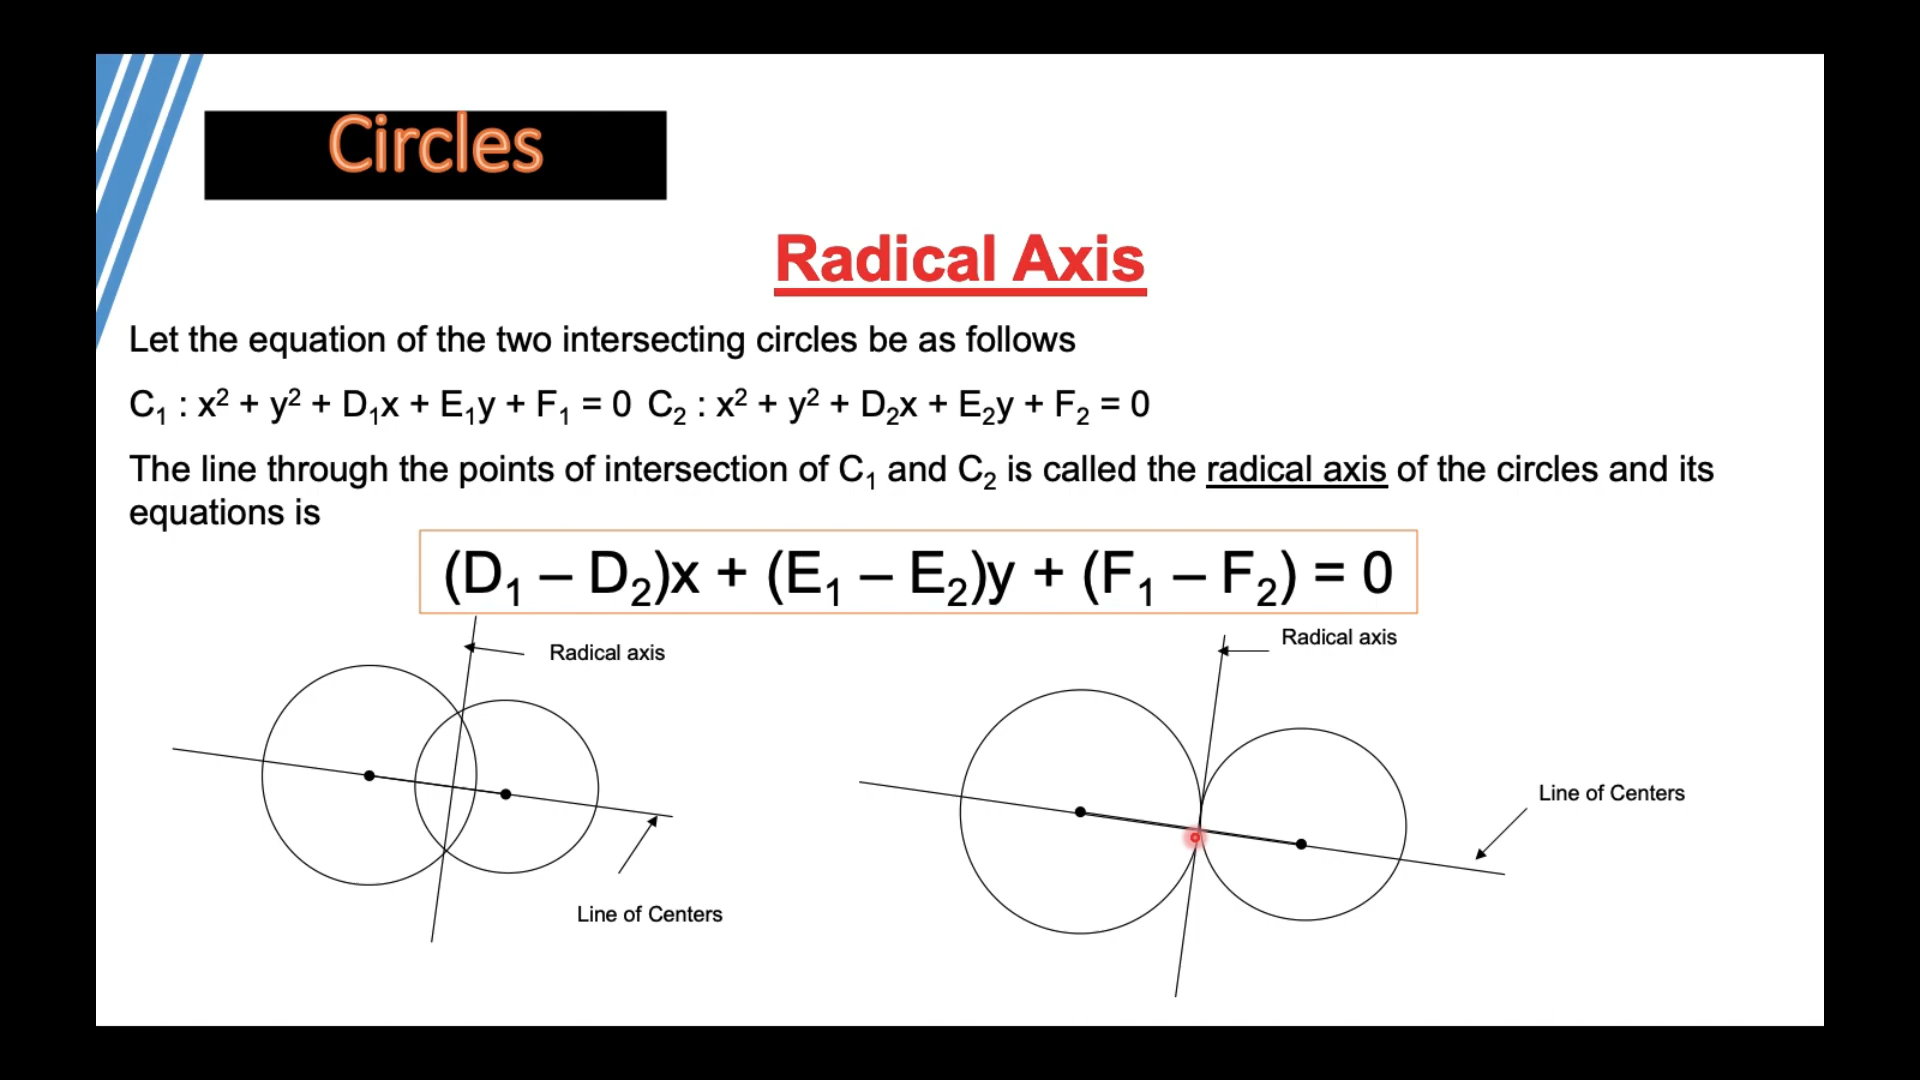 Circles
Radical Axis
Let the equation of the two intersecting circles be as follows
C₁ : x² + y² + D₁x + E₁y + F₁ = 0 C₂ : x² + y² + D₂x + E₂y + F₂ = 0
The line through the points of intersection of C₁ and C₂ is called the radical axis of the circles and its
equations is
(D₁ – D₂)x + (E₁ – E₂)y + (F₁ – F₂) = 0
Radical axis
Radical axis
Line of Centers
Line of Centers